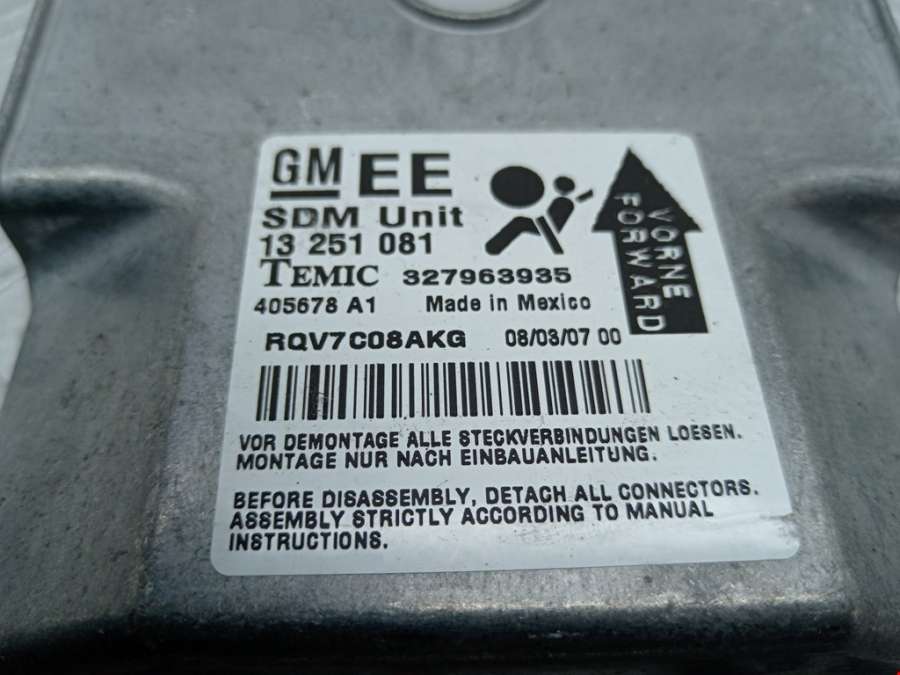 GM EE
SDM Unit
13 251 081
TEMIC 327963935
405678 A1 Made in Mexico
RQV7C08AKG 08/03/07 00
VORNE
FORWARD
VOR DEMONTAGE ALLE STECKVERBINDUNGEN LOESEN.
MONTAGE NUR NACH EINBAUANLEITUNG.
BEFORE DISASSEMBLY, DETACH ALL CONNECTORS.
ASSEMBLY STRICTLY ACCORDING TO MANUAL
INSTRUCTIONS.